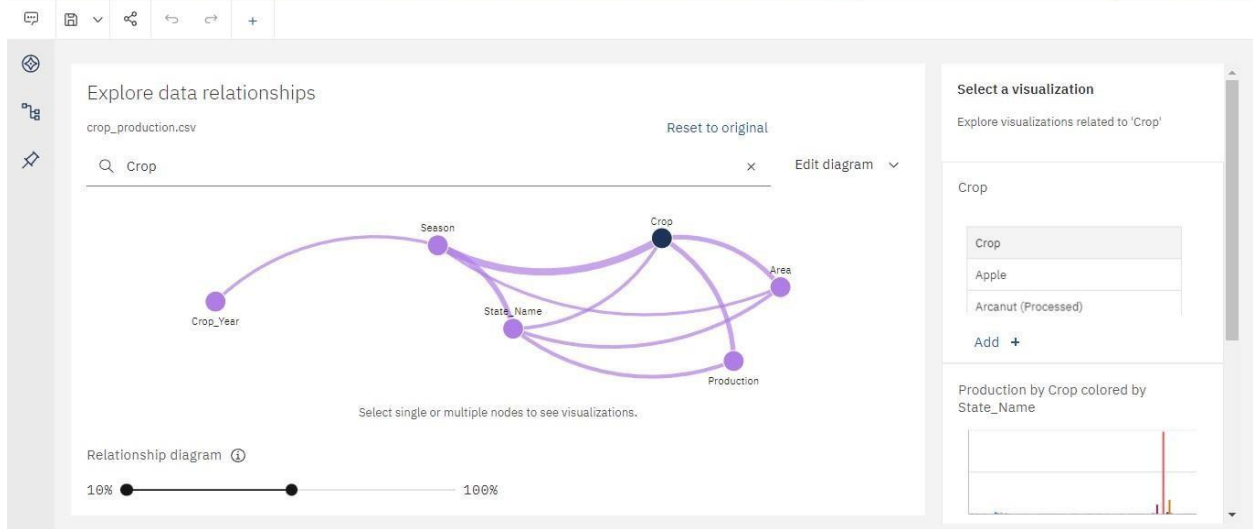 Explore data relationships
crop_production.csv
Reset to original
Crop
Edit diagram
Season
Crop
Area
State_Name
Crop_Year
Production
Select single or multiple nodes to see visualizations.
Relationship diagram
10%
100%
Select a visualization
Explore visualizations related to 'Crop'
Crop
Crop
Apple
Arcanut (Processed)
Add +
Production by Crop colored by
State_Name